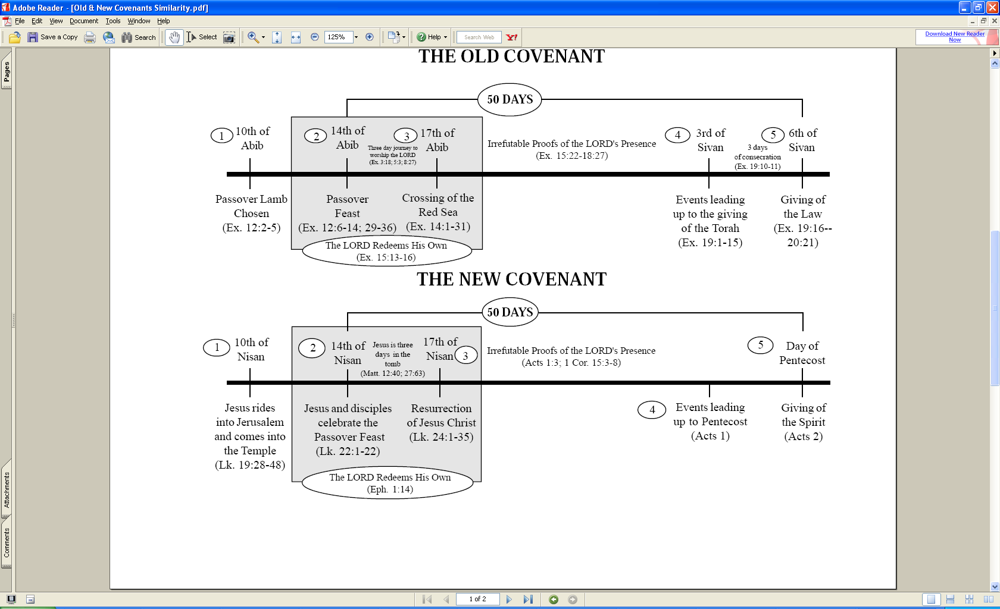 Adobe Reader - [Old & New Covenants Similarity.pdf]
File Edit View Document Tools Window Help
Save a Copy Search Select 125% Help Search Web Y!
Download New Reader
Now
Pages
Attachments
Comments
THE OLD COVENANT
50 DAYS
1 10th of
Abib
2 14th of
Abib
Three day journey to
worship the LORD
(Ex. 3:18; 5:3; 8:27)
3 17th of
Abib
Irrefutable Proofs of the LORD's Presence
(Ex. 15:22-18:27)
4 3rd of
Sivan
3 days
of consecration
(Ex. 19:10-11)
5 6th of
Sivan
Passover Lamb
Chosen
(Ex. 12:2-5)
Passover
Feast
(Ex. 12:6-14; 29-36)
Crossing of the
Red Sea
(Ex. 14:1-31)
Events leading
up to the giving
of the Torah
(Ex. 19:1-15)
Giving of
the Law
(Ex. 19:16--
20:21)
The LORD Redeems His Own
(Ex. 15:13-16)
THE NEW COVENANT
50 DAYS
1 10th of
Nisan
2 14th of
Nisan
Jesus is three
days in the
tomb
(Matt. 12:40; 27:63)
17th of
Nisan 3
Irrefutable Proofs of the LORD's Presence
(Acts 1:3; 1 Cor. 15:3-8)
5 Day of
Pentecost
Jesus rides
into Jerusalem
and comes into
the Temple
(Lk. 19:28-48)
Jesus and disciples
celebrate the
Passover Feast
(Lk. 22:1-22)
Resurrection
of Jesus Christ
(Lk. 24:1-35)
4 Events leading
up to Pentecost
(Acts 1)
Giving of
the Spirit
(Acts 2)
The LORD Redeems His Own
(Eph. 1:14)
1 of 2